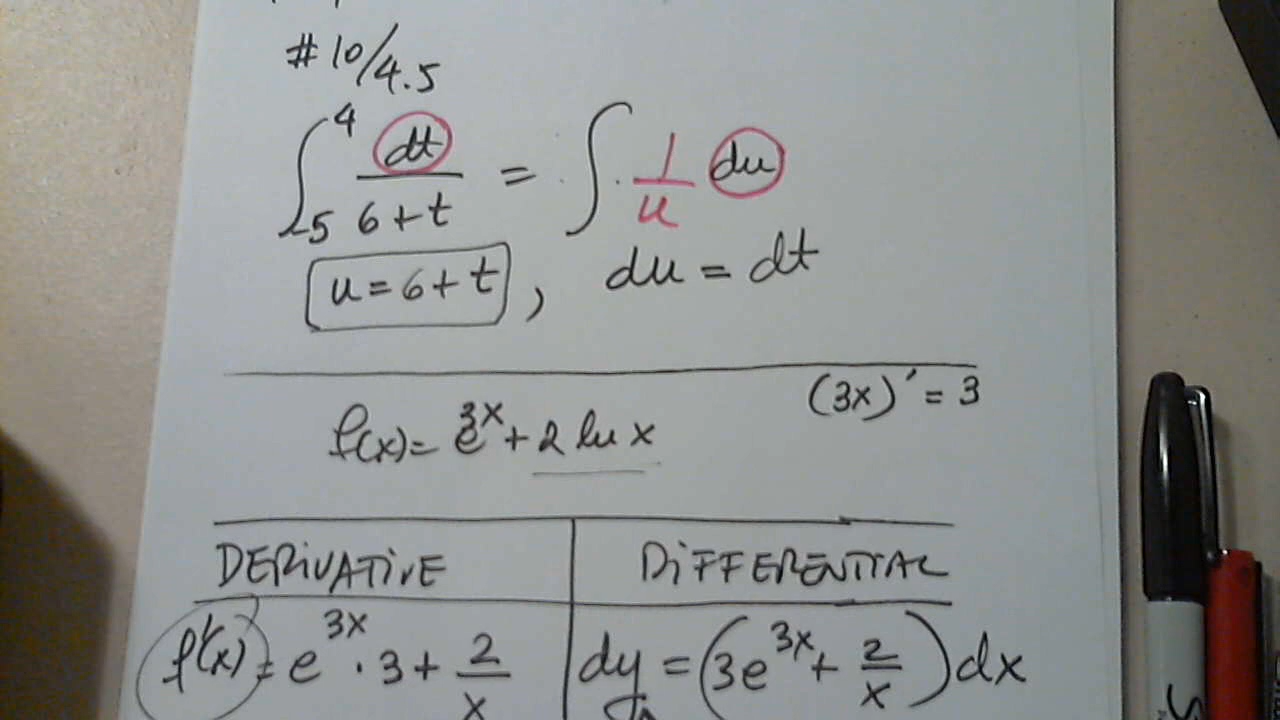 #10/4.5
∫_{-5}^{4} dt/(6+t) = ∫ 1/u du
u = 6+t , du = dt
(3x)' = 3
f(x) = e^{3x} + 2 ln x
DERIVATIVE DIFFERENTIAL
f'(x) = e^{3x} · 3 + 2/x dy = (3e^{3x} + 2/x) dx